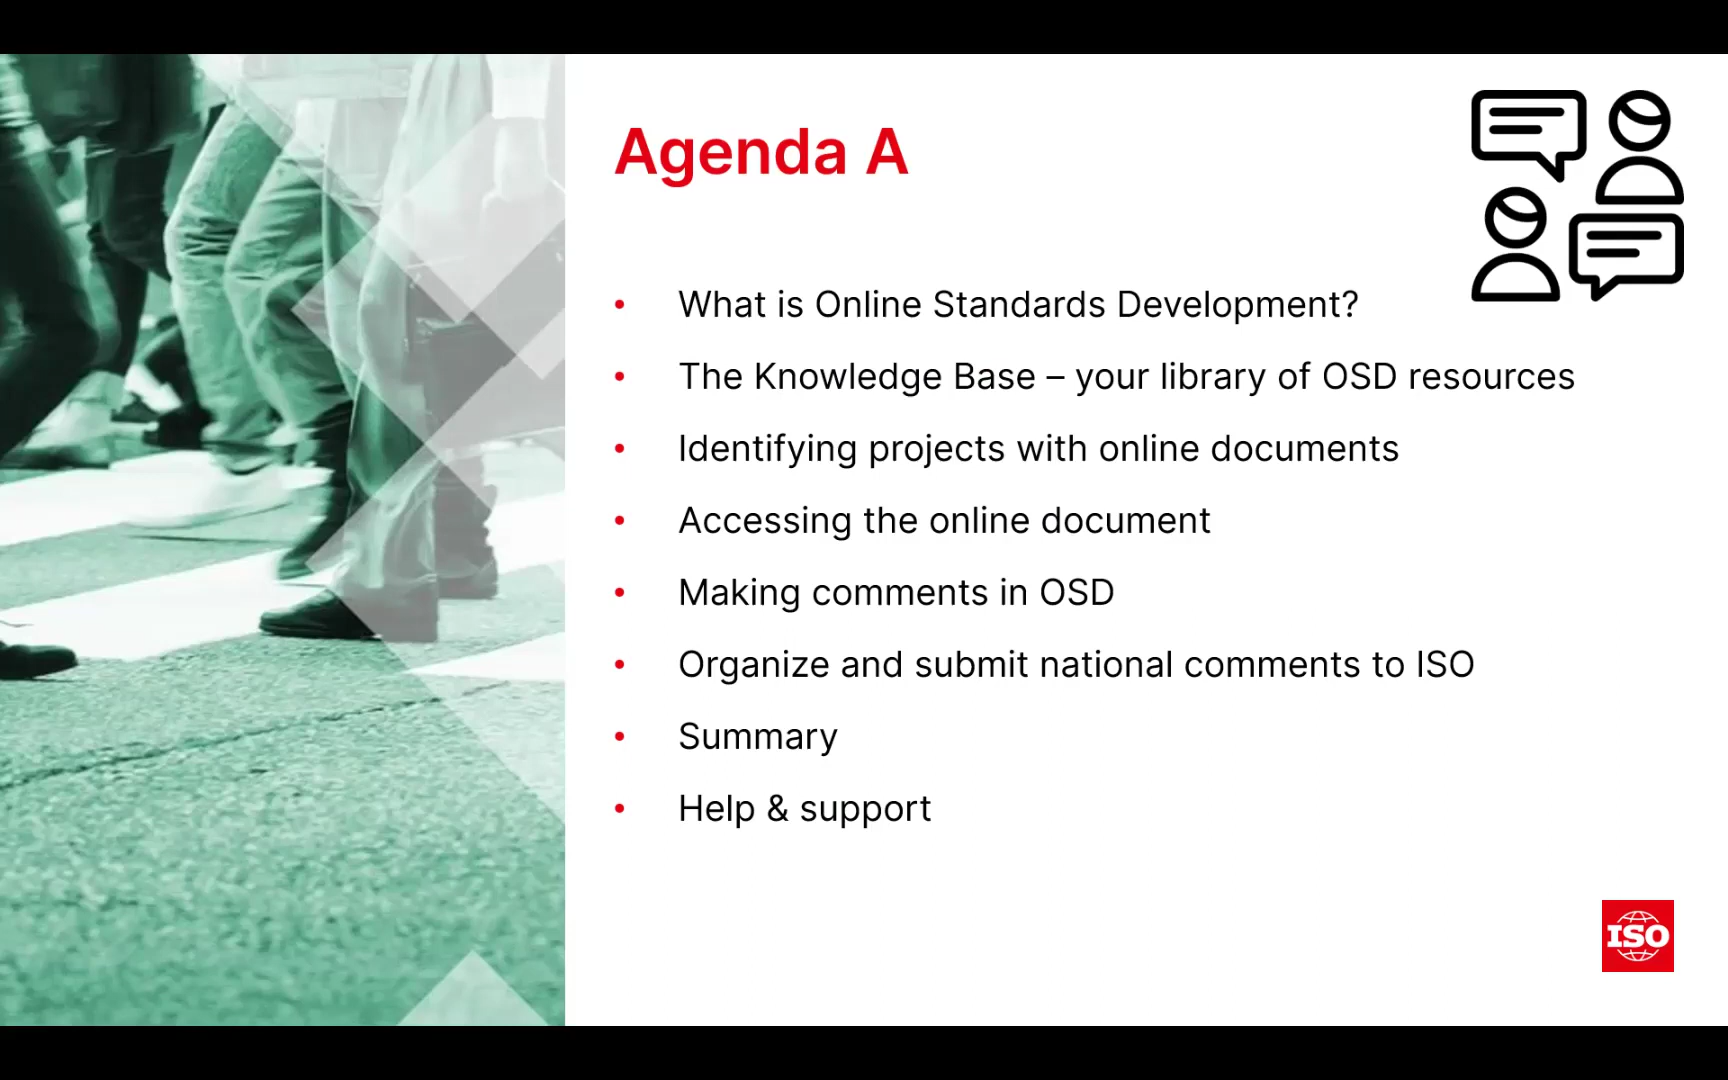 Agenda A
• What is Online Standards Development?
• The Knowledge Base – your library of OSD resources
• Identifying projects with online documents
• Accessing the online document
• Making comments in OSD
• Organize and submit national comments to ISO
• Summary
• Help & support
ISO